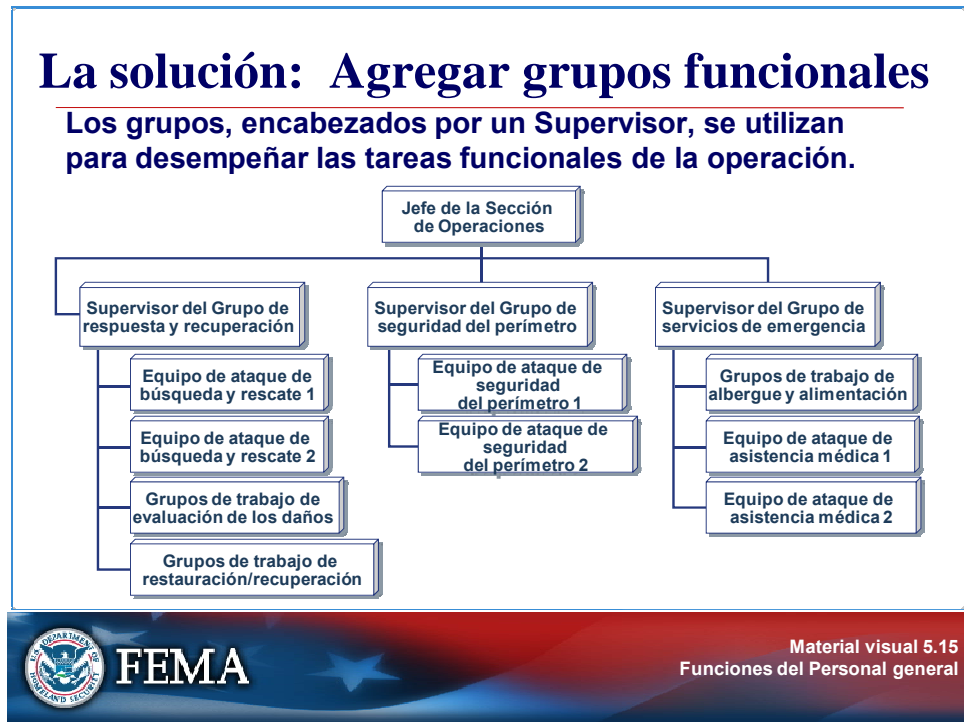 La solución: Agregar grupos funcionales
Los grupos, encabezados por un Supervisor, se utilizan
para desempeñar las tareas funcionales de la operación.
Jefe de la Sección
de Operaciones
Supervisor del Grupo de
respuesta y recuperación
Equipo de ataque de
búsqueda y rescate 1
Equipo de ataque de
búsqueda y rescate 2
Grupos de trabajo de
evaluación de los daños
Grupos de trabajo de
restauración/recuperación
Supervisor del Grupo de
seguridad del perímetro
Equipo de ataque de
seguridad
del perímetro 1
Equipo de ataque de
seguridad
del perímetro 2
Supervisor del Grupo de
servicios de emergencia
Grupos de trabajo de
albergue y alimentación
Equipo de ataque de
asistencia médica 1
Equipo de ataque de
asistencia médica 2
U.S. DEPARTMENT OF
HOMELAND SECURITY
FEMA
Material visual 5.15
Funciones del Personal general